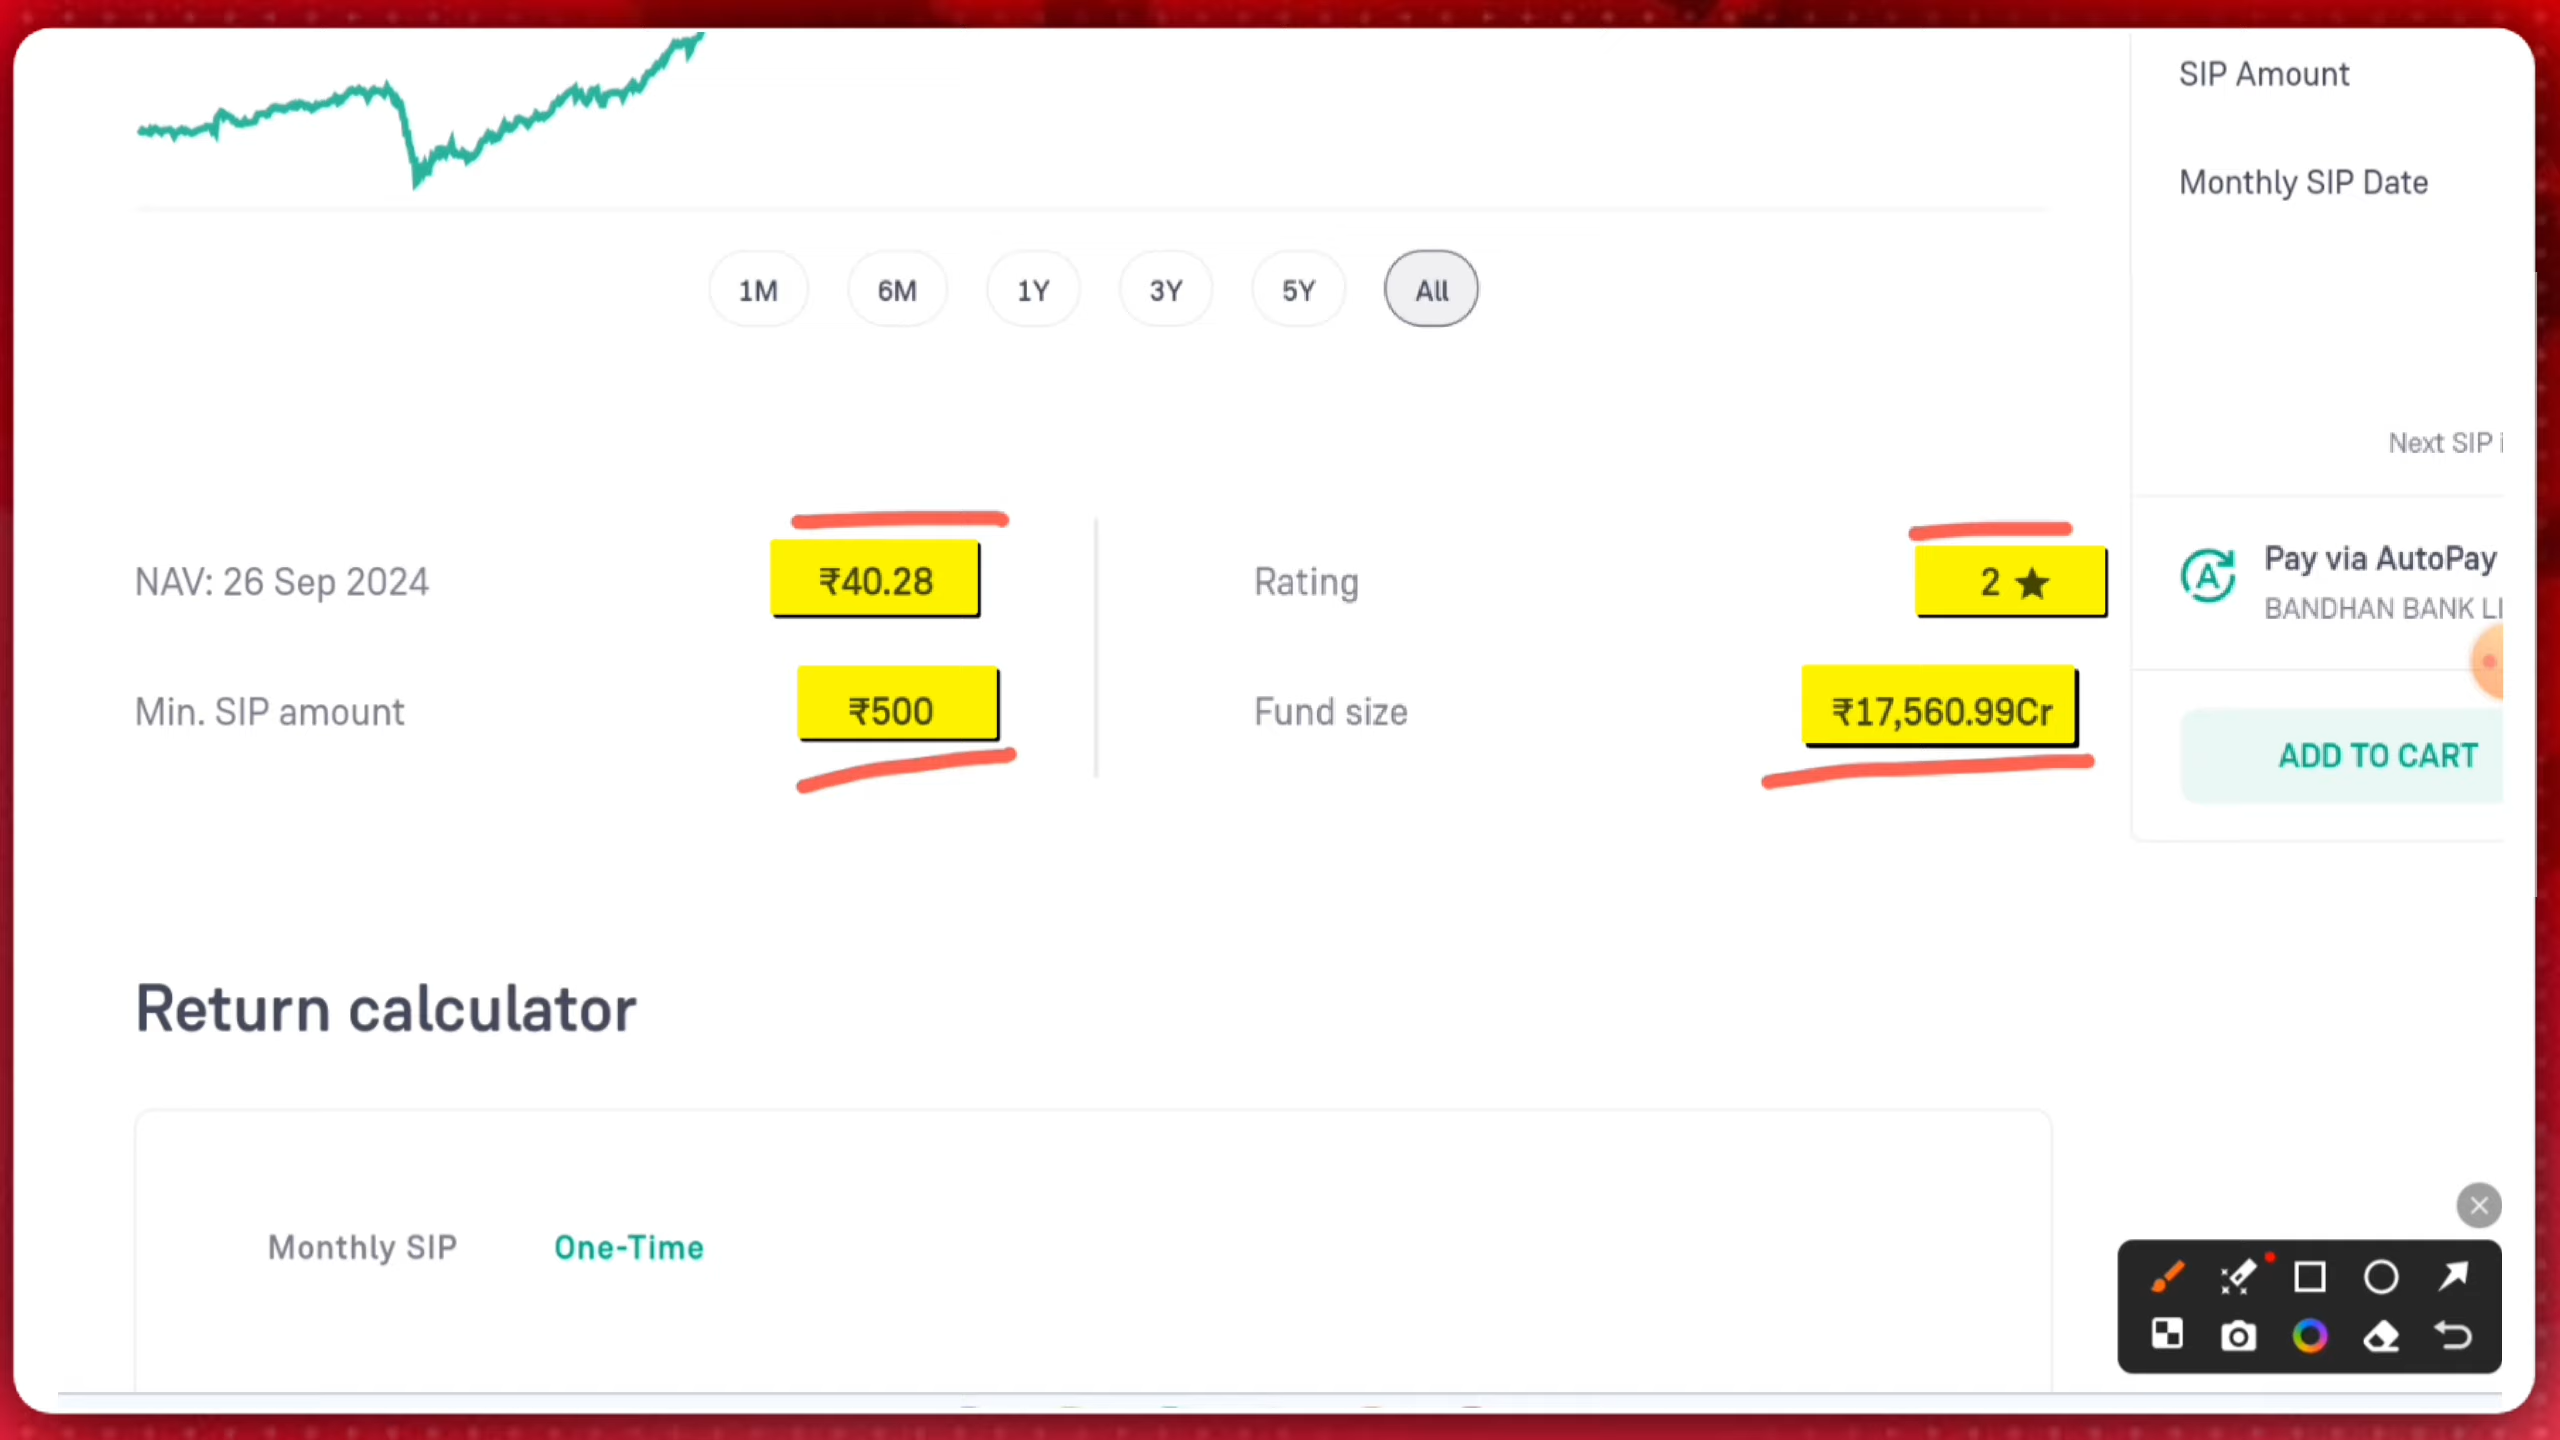 SIP Amount
Monthly SIP Date
1M 6M 1Y 3Y 5Y All
Next SIP
NAV: 26 Sep 2024 ₹40.28 Rating 2 ★
Pay via AutoPay
BANDHAN BANK
Min. SIP amount ₹500 Fund size ₹17,560.99Cr
ADD TO CART
Return calculator
Monthly SIP One-Time